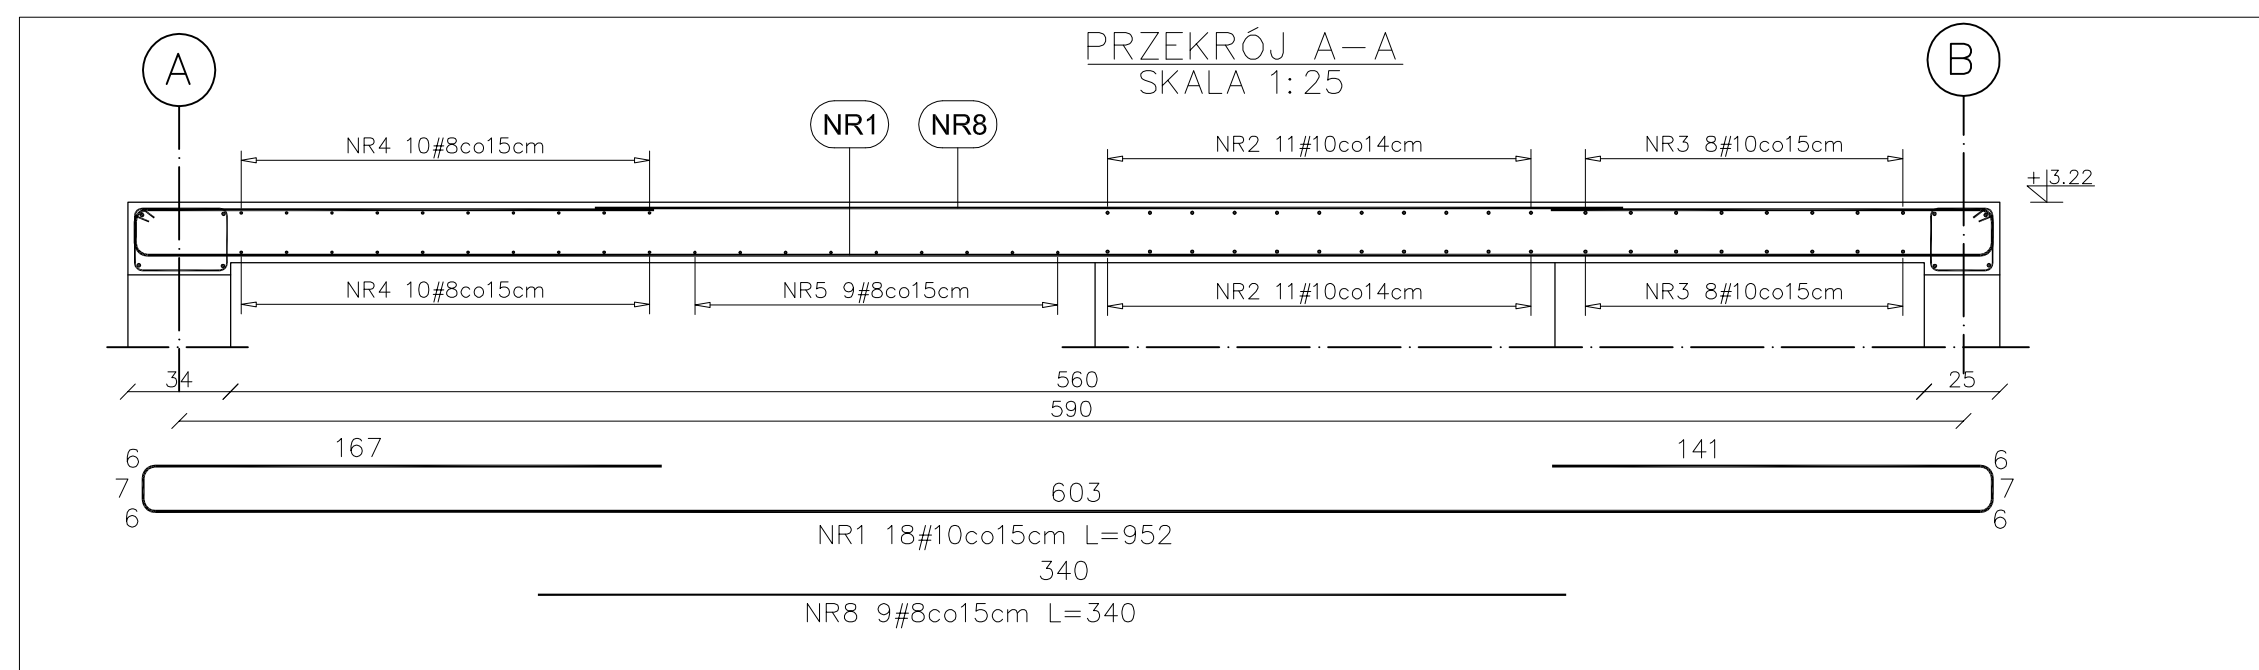 PRZEKRÓJ A-A
SKALA 1:25
A
B
NR1
NR8
NR4 10#8co15cm
NR2 11#10co14cm
NR3 8#10co15cm
+3.22
NR4 10#8co15cm
NR5 9#8co15cm
NR2 11#10co14cm
NR3 8#10co15cm
34
560
25
590
167
141
6
6
7
603
7
6
6
NR1 18#10co15cm L=952
340
NR8 9#8co15cm L=340